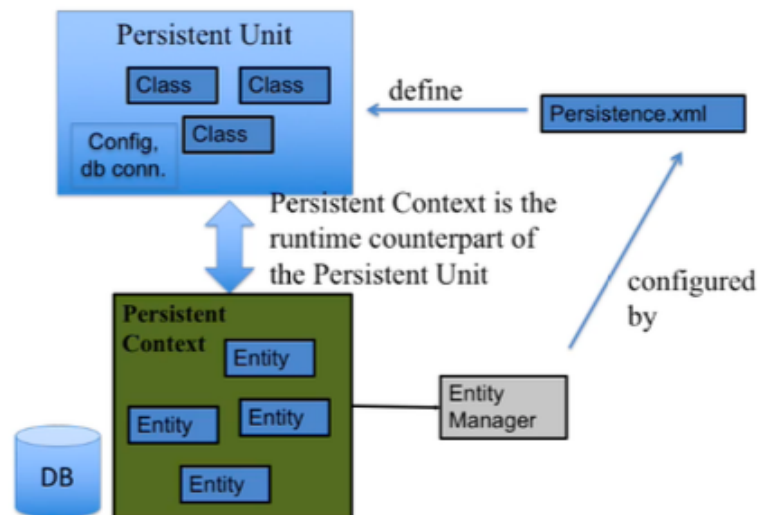 Persistent Unit
Class
Class
Class
Config,
db conn.
define
Persistence.xml
Persistent Context is the
runtime counterpart of
the Persistent Unit
configured
by
Persistent
Context
Entity
Entity
Entity
Entity
Entity
Manager
DB